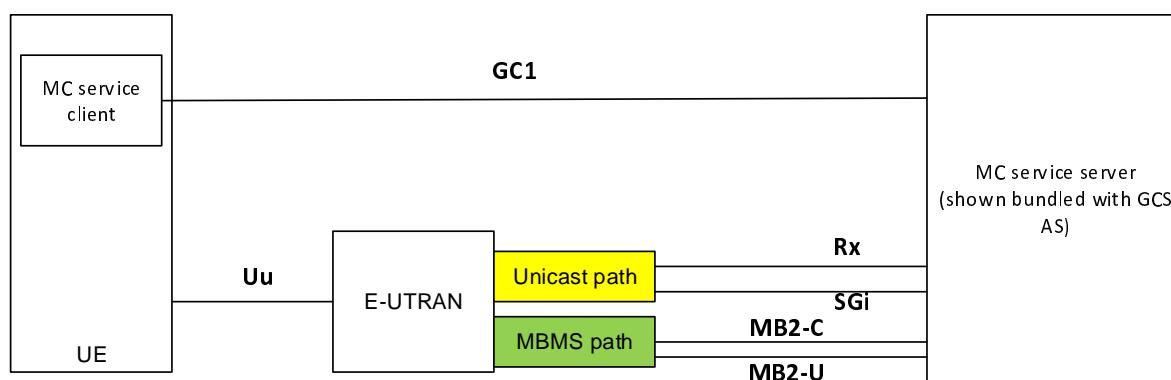 GC1
MC service
client
MC service server
(shown bundled with GCS
AS)
Uu
E-UTRAN
Unicast path
MBMS path
Rx
SGi
MB2-C
MB2-U
UE